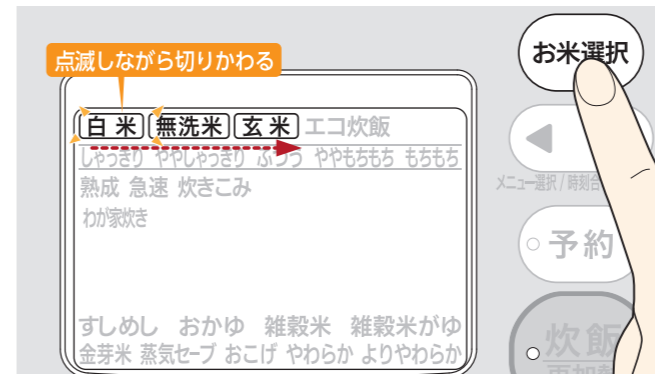 点滅しながら切りかわる
お米選択
白米 無洗米 玄米 エコ炊飯
しゃっきり ややしゃっきり ふつう ややもちもち もちもち
熟成 急速 炊きこみ
わが家炊き
メニュー選択/時刻合
予約
すしめし おかゆ 雑穀米 雑穀米がゆ
金芽米 蒸気セーブ おこげ やわらか よりやわらか
炊飯
再加熱